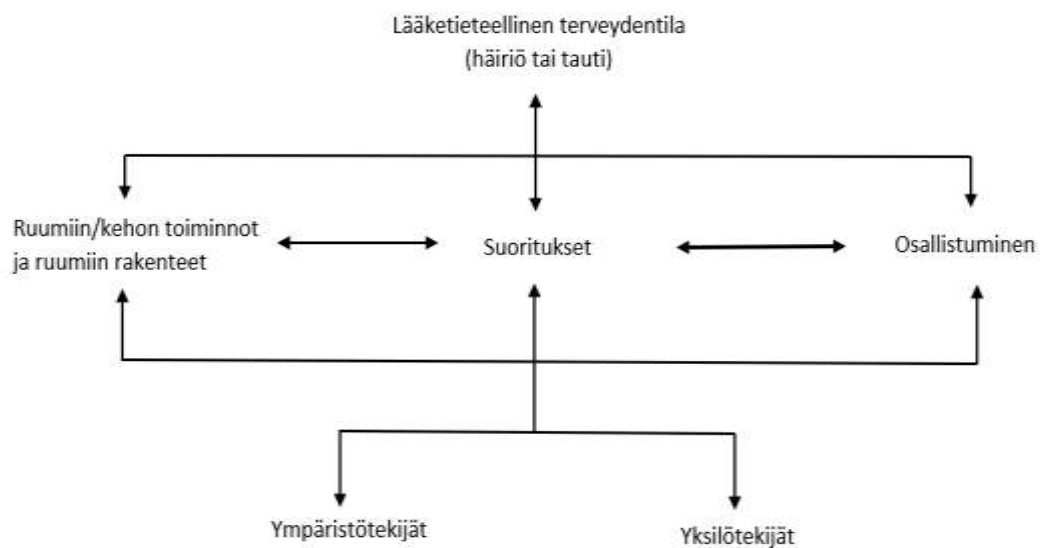 Lääketieteellinen terveydentila
(häiriö tai tauti)
Ruumiin/kehon toiminnot
ja ruumiin rakenteet
Suoritukset
Osallistuminen
Ympäristötekijät
Yksilötekijät